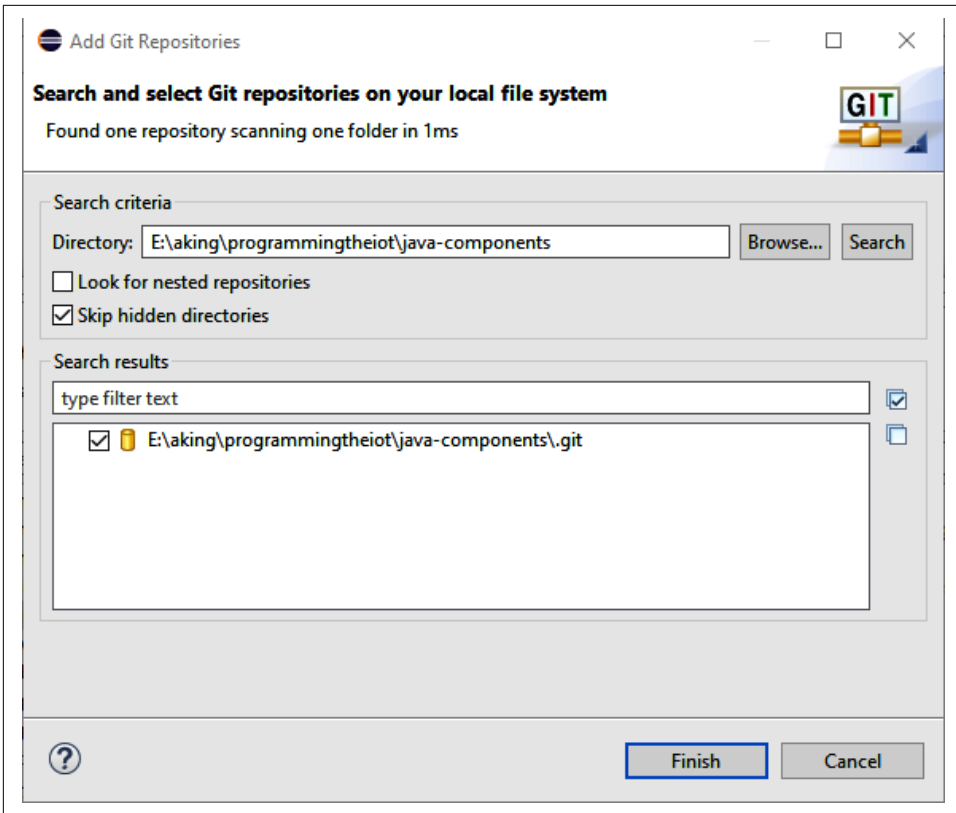 Add Git Repositories
Search and select Git repositories on your local file system
Found one repository scanning one folder in 1ms
GIT
Search criteria
Directory: E:\aking\programmingtheiot\java-components Browse... Search
Look for nested repositories
Skip hidden directories
Search results
type filter text
E:\aking\programmingtheiot\java-components\.git
?
Finish Cancel